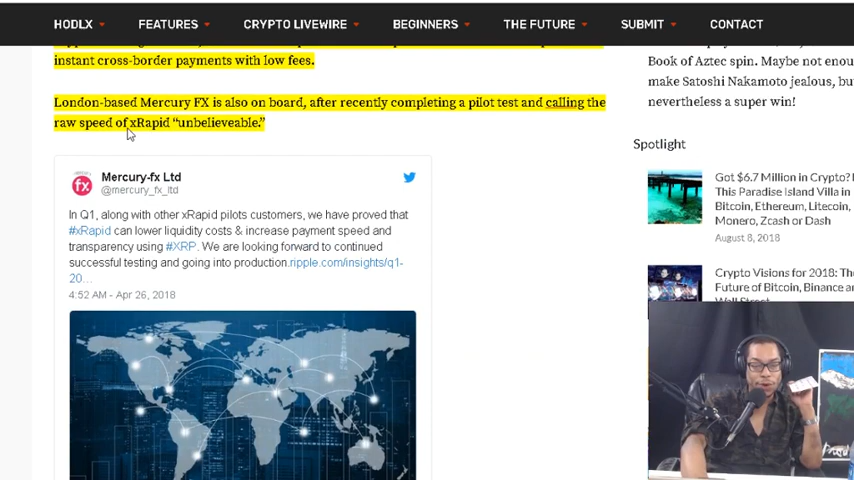 HODLX FEATURES CRYPTO LIVEWIRE BEGINNERS THE FUTURE SUBMIT CONTACT
instant cross-border payments with low fees.
London-based Mercury FX is also on board, after recently completing a pilot test and calling the
raw speed of xRapid “unbelieveable.”
fx
Mercury-fx Ltd
@mercury_fx_ltd
In Q1, along with other xRapid pilots customers, we have proved that
#xRapid can lower liquidity costs & increase payment speed and
transparency using #XRP. We are looking forward to continued
successful testing and going into production.ripple.com/insights/q1-
20…
4:52 AM - Apr 26, 2018
Book of Aztec spin. Maybe not enou
make Satoshi Nakamoto jealous, bu
nevertheless a super win!
Spotlight
Got $6.7 Million in Crypto?
This Paradise Island Villa in
Bitcoin, Ethereum, Litecoin,
Monero, Zcash or Dash
August 8, 2018
Crypto Visions for 2018: The
Future of Bitcoin, Binance an
Wall Street